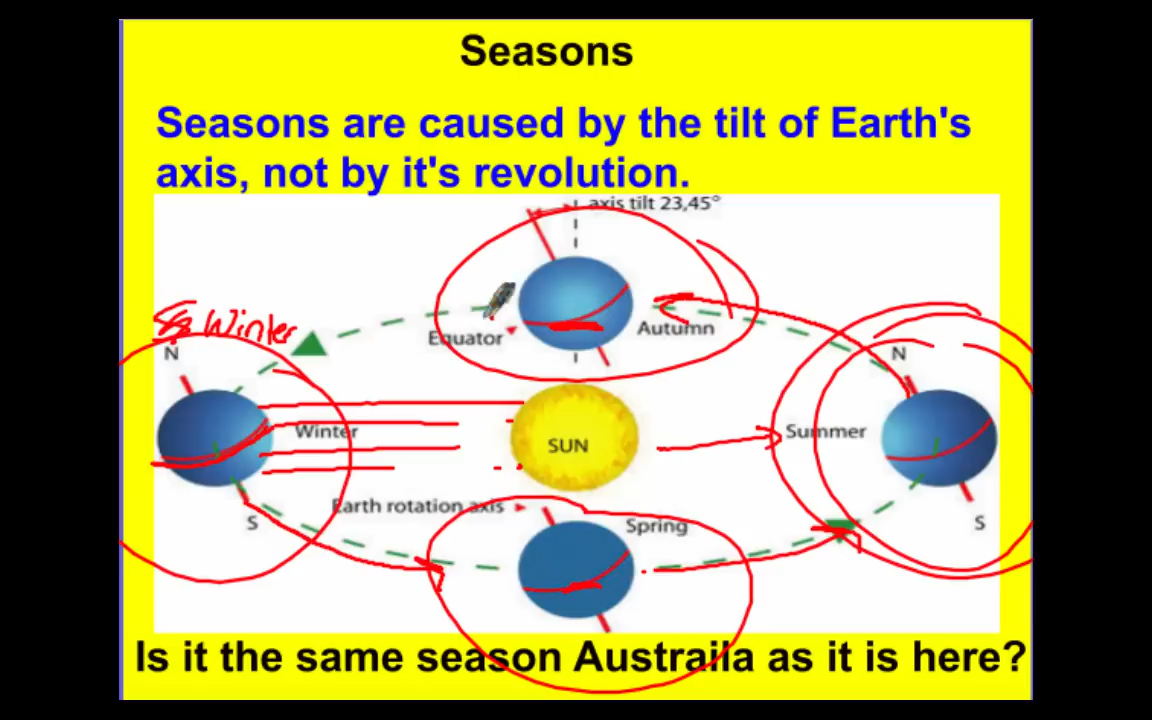 Seasons
Seasons are caused by the tilt of Earth's
axis, not by it's revolution.
axis tilt 23,45°
Winter
N
Equator
Autumn
N
Winter
SUN
Summer
S
Earth rotation axis
Spring
S
Is it the same season Austraila as it is here?